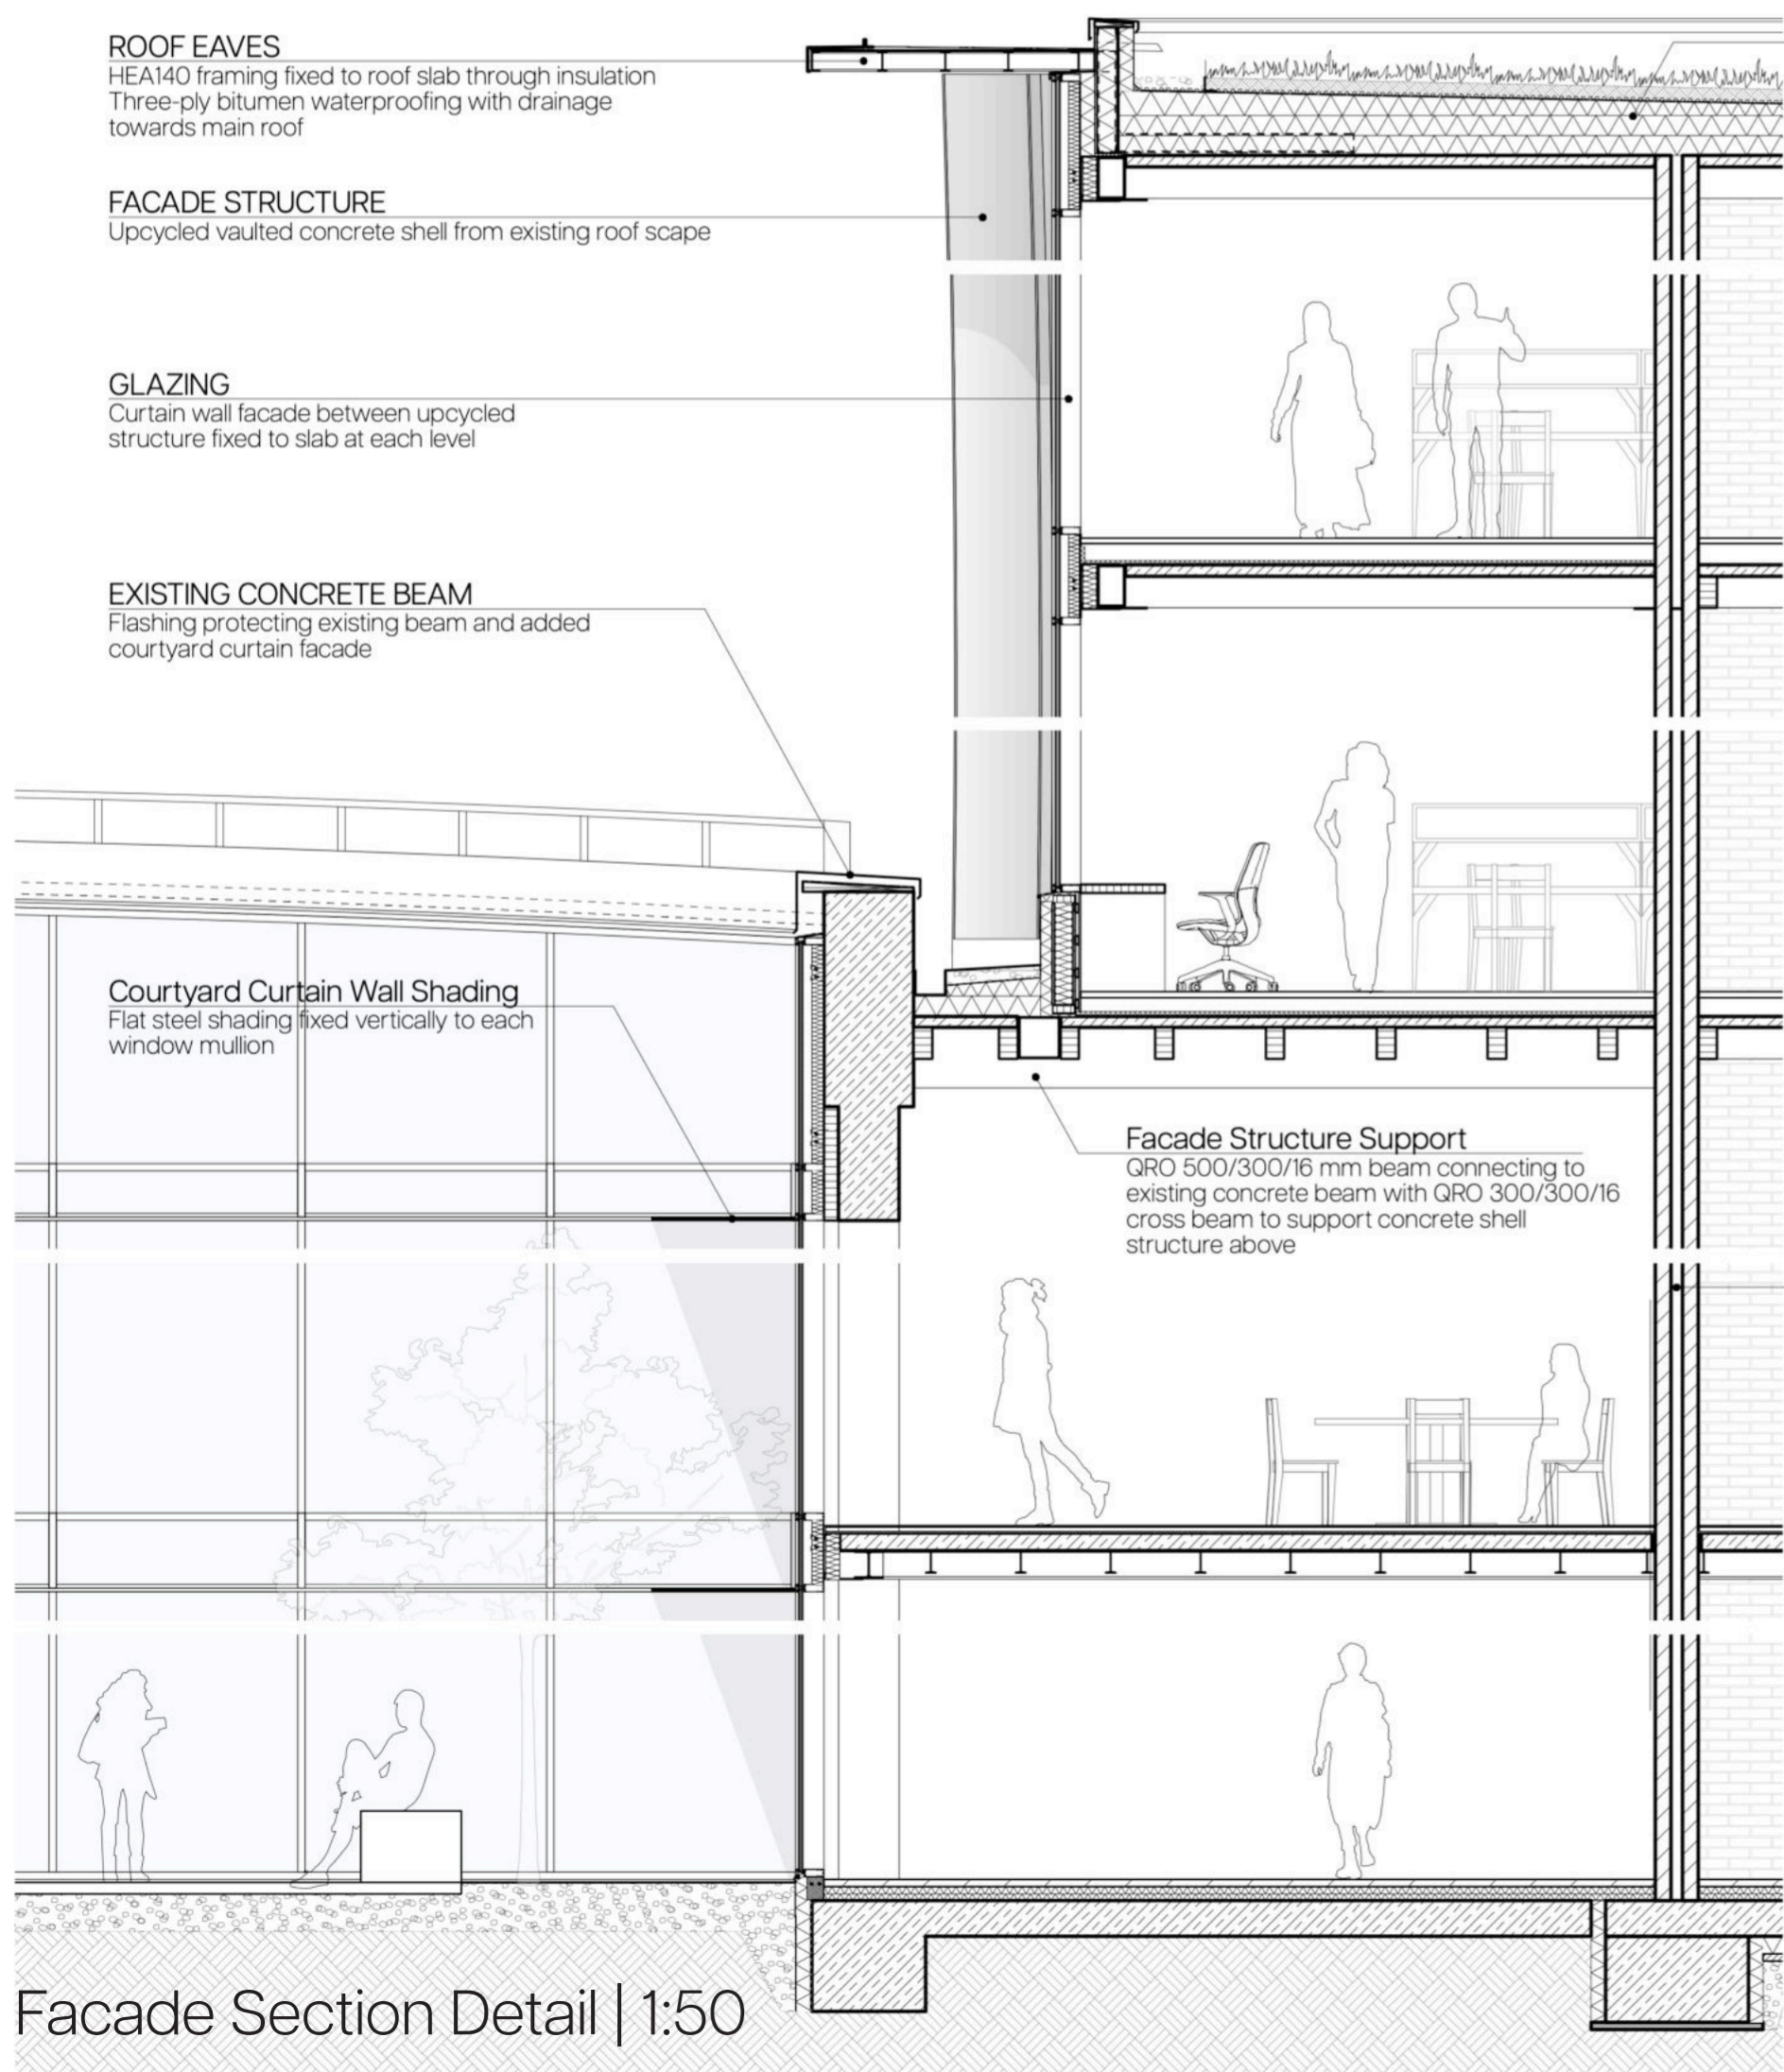 ROOF EAVES
HEA140 framing fixed to roof slab through insulation
Three-ply bitumen waterproofing with drainage
towards main roof
FACADE STRUCTURE
Upcycled vaulted concrete shell from existing roof scape
GLAZING
Curtain wall facade between upcycled
structure fixed to slab at each level
EXISTING CONCRETE BEAM
Flashing protecting existing beam and added
courtyard curtain facade
Courtyard Curtain Wall Shading
Flat steel shading fixed vertically to each
window mullion
Facade Structure Support
QRO 500/300/16 mm beam connecting to
existing concrete beam with QRO 300/300/16
cross beam to support concrete shell
structure above
Facade Section Detail | 1:50